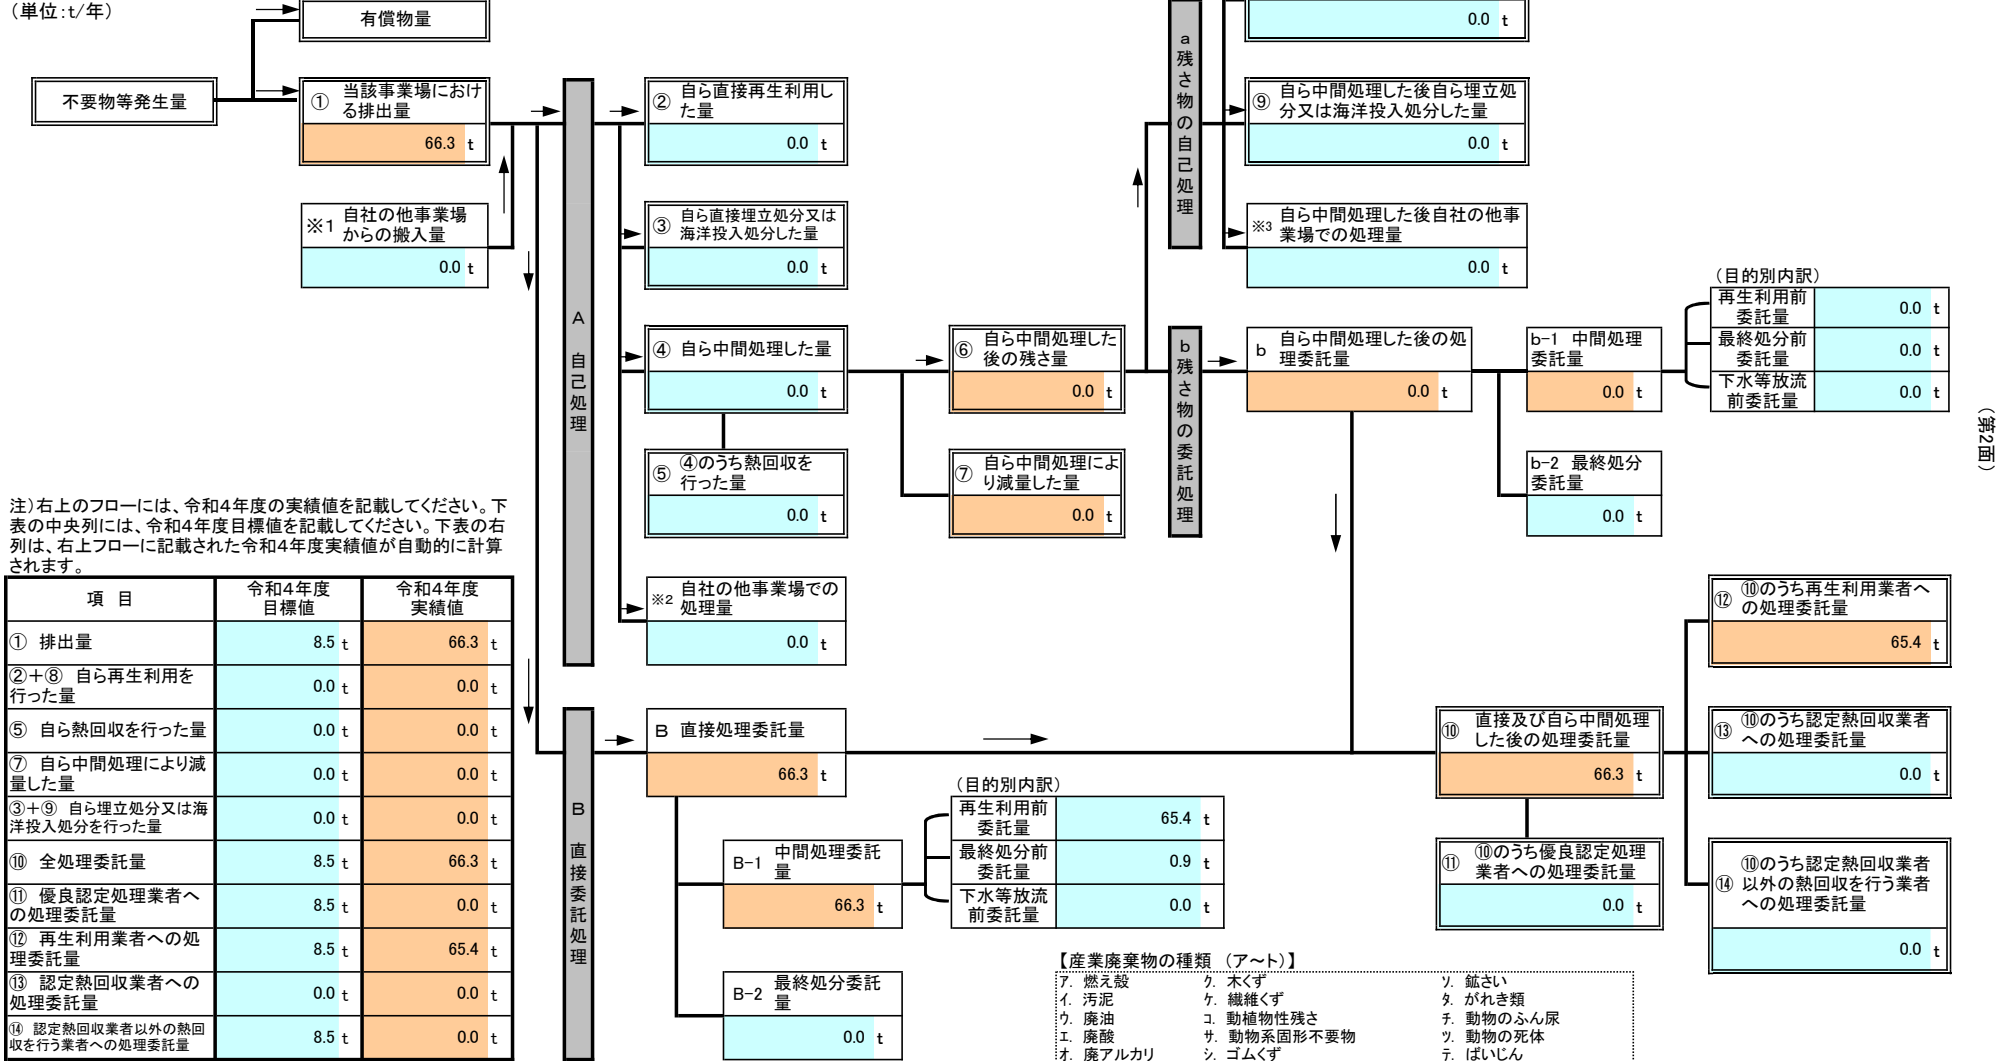 （単位：t/年）
有償物量
不要物等発生量
①
当該事業場におけ
る排出量
66.3 t
※1
自社の他事業場
からの搬入量
0.0 t
A
自己処理
②
自ら直接再生利用し
た量
0.0 t
③
自ら直接埋立処分又は
海洋投入処分した量
0.0 t
④ 自ら中間処理した量
0.0 t
⑤
④のうち熱回収を
行った量
0.0 t
※2
自社の他事業場での
処理量
0.0 t
⑥
自ら中間処理した
後の残さ量
0.0 t
⑦
自ら中間処理によ
り減量した量
0.0 t
a残さ物の自己処理
0.0 t
⑨
自ら中間処理した後自ら埋立処
分又は海洋投入処分した量
0.0 t
※3
自ら中間処理した後自社の他事
業場での処理量
0.0 t
b残さ物の委託処理
b
自ら中間処理した後の処
理委託量
0.0 t
b-1 中間処理
委託量
0.0 t
（目的別内訳）
再生利用前
委託量
0.0 t
最終処分前
委託量
0.0 t
下水等放流
前委託量
0.0 t
b-2 最終処分
委託量
0.0 t
（第2面）
注）右上のフローには、令和4年度の実績値を記載してください。下
表の中央列には、令和4年度目標値を記載してください。下表の右
列は、右上フローに記載された令和4年度実績値が自動的に計算
されます。
項 目
令和4年度
目標値
令和4年度
実績値
① 排出量
8.5 t
66.3 t
②＋⑧ 自ら再生利用を
行った量
0.0 t
0.0 t
⑤ 自ら熱回収を行った量
0.0 t
0.0 t
⑦ 自ら中間処理により減
量した量
0.0 t
0.0 t
③＋⑨ 自ら埋立処分又は海
洋投入処分を行った量
0.0 t
0.0 t
⑩ 全処理委託量
8.5 t
66.3 t
⑪ 優良認定処理業者へ
の処理委託量
8.5 t
0.0 t
⑫ 再生利用業者への処
理委託量
8.5 t
65.4 t
⑬ 認定熱回収業者への
処理委託量
0.0 t
0.0 t
⑭ 認定熱回収業者以外の熱回
収を行う業者への処理委託量
8.5 t
0.0 t
B
直接委託処理
B 直接処理委託量
66.3 t
B-1
中間処理委託
量
66.3 t
（目的別内訳）
再生利用前
委託量
65.4 t
最終処分前
委託量
0.9 t
下水等放流
前委託量
0.0 t
B-2
最終処分委託
量
0.0 t
⑩
直接及び自ら中間処理
した後の処理委託量
66.3 t
⑪
⑩のうち優良認定処理
業者への処理委託量
0.0 t
⑫
⑩のうち再生利用業者へ
の処理委託量
65.4 t
⑬
⑩のうち認定熱回収業者
への処理委託量
0.0 t
⑭
⑩のうち認定熱回収業者
以外の熱回収を行う業者
への処理委託量
0.0 t
【産業廃棄物の種類 （ア～ト）】
ア. 燃え殻
イ. 汚泥
ウ. 廃油
エ. 廃酸
オ. 廃アルカリ
ク. 木くず
ケ. 繊維くず
コ. 動植物性残さ
サ. 動物系固形不要物
シ. ゴムくず
ソ. 鉱さい
タ. がれき類
チ. 動物のふん尿
ツ. 動物の死体
テ. ばいじん